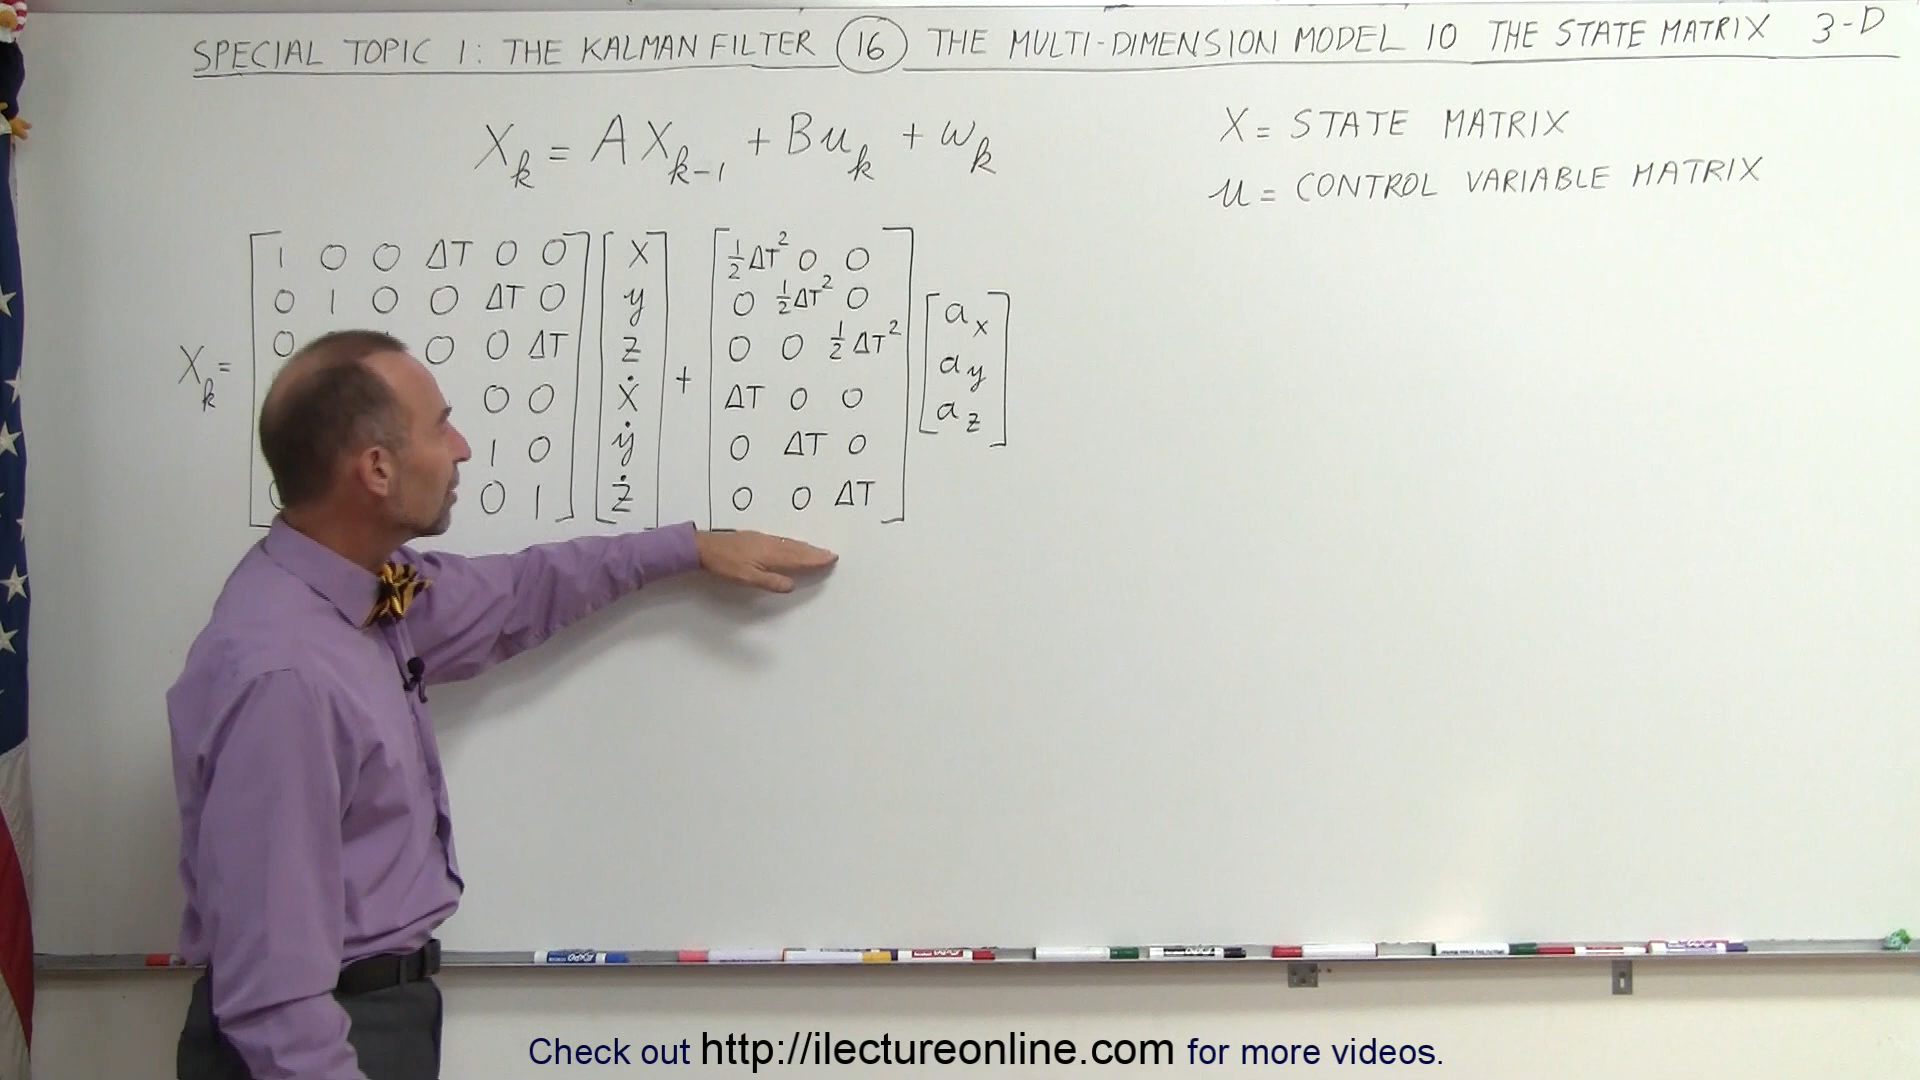 SPECIAL TOPIC 1: THE KALMAN FILTER 16 THE MULTI-DIMENSION MODEL 10 THE STATE MATRIX 3-D
X_k = A X_{k-1} + B u_k + w_k
X = STATE MATRIX
u = CONTROL VARIABLE MATRIX
1 0 0 ΔT 0 0 X ½ΔT² 0 0
0 1 0 0 ΔT 0 y 0 ½ΔT² 0 a_x
0 0 0 ΔT z 0 0 ½ΔT² a_y
X_k = 0 0 Ẋ + ΔT 0 0 a_z
1 0 ẏ 0 ΔT 0
0 1 ż 0 0 ΔT
EXPO
Check out http://ilectureonline.com for more videos.